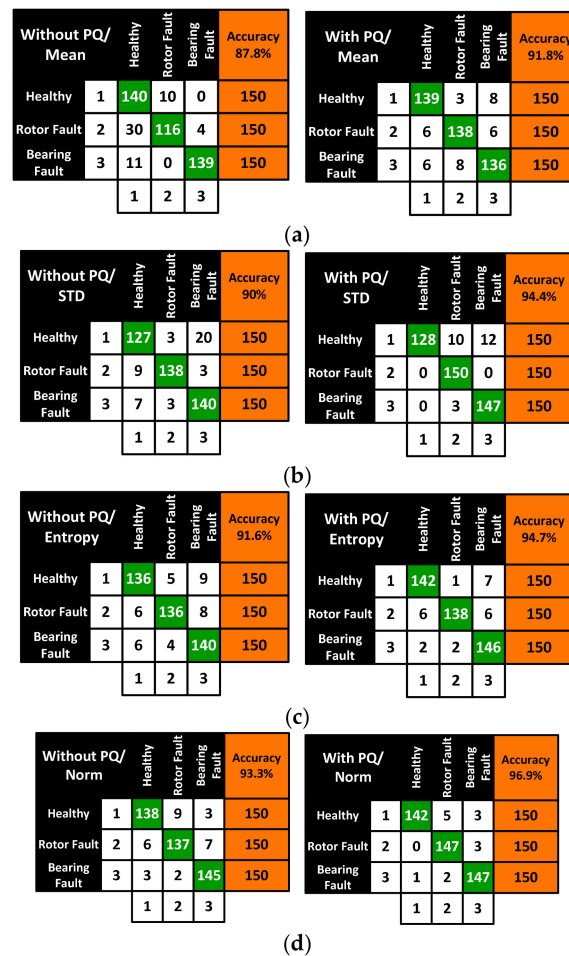 Without PQ/ Mean Healthy Rotor Fault Bearing Fault Accuracy 87.8%
Healthy 1 140 10 0 150
Rotor Fault 2 30 116 4 150
Bearing Fault 3 11 0 139 150
1 2 3
With PQ/ Mean Healthy Rotor Fault Bearing Fault Accuracy 91.8%
Healthy 1 139 3 8 150
Rotor Fault 2 6 138 6 150
Bearing Fault 3 6 8 136 150
1 2 3
(a)
Without PQ/ STD Healthy Rotor Fault Bearing Fault Accuracy 90%
Healthy 1 127 3 20 150
Rotor Fault 2 9 138 3 150
Bearing Fault 3 7 3 140 150
1 2 3
With PQ/ STD Healthy Rotor Fault Bearing Fault Accuracy 94.4%
Healthy 1 128 10 12 150
Rotor Fault 2 0 150 0 150
Bearing Fault 3 0 3 147 150
1 2 3
(b)
Without PQ/ Entropy Healthy Rotor Fault Bearing Fault Accuracy 91.6%
Healthy 1 136 5 9 150
Rotor Fault 2 6 136 8 150
Bearing Fault 3 6 4 140 150
1 2 3
With PQ/ Entropy Healthy Rotor Fault Bearing Fault Accuracy 94.7%
Healthy 1 142 1 7 150
Rotor Fault 2 6 138 6 150
Bearing Fault 3 2 2 146 150
1 2 3
(c)
Without PQ/ Norm Healthy Rotor Fault Bearing Fault Accuracy 93.3%
Healthy 1 138 9 3 150
Rotor Fault 2 6 137 7 150
Bearing Fault 3 3 2 145 150
1 2 3
With PQ/ Norm Healthy Rotor Fault Bearing Fault Accuracy 96.9%
Healthy 1 142 5 3 150
Rotor Fault 2 0 147 3 150
Bearing Fault 3 1 2 147 150
1 2 3
(d)